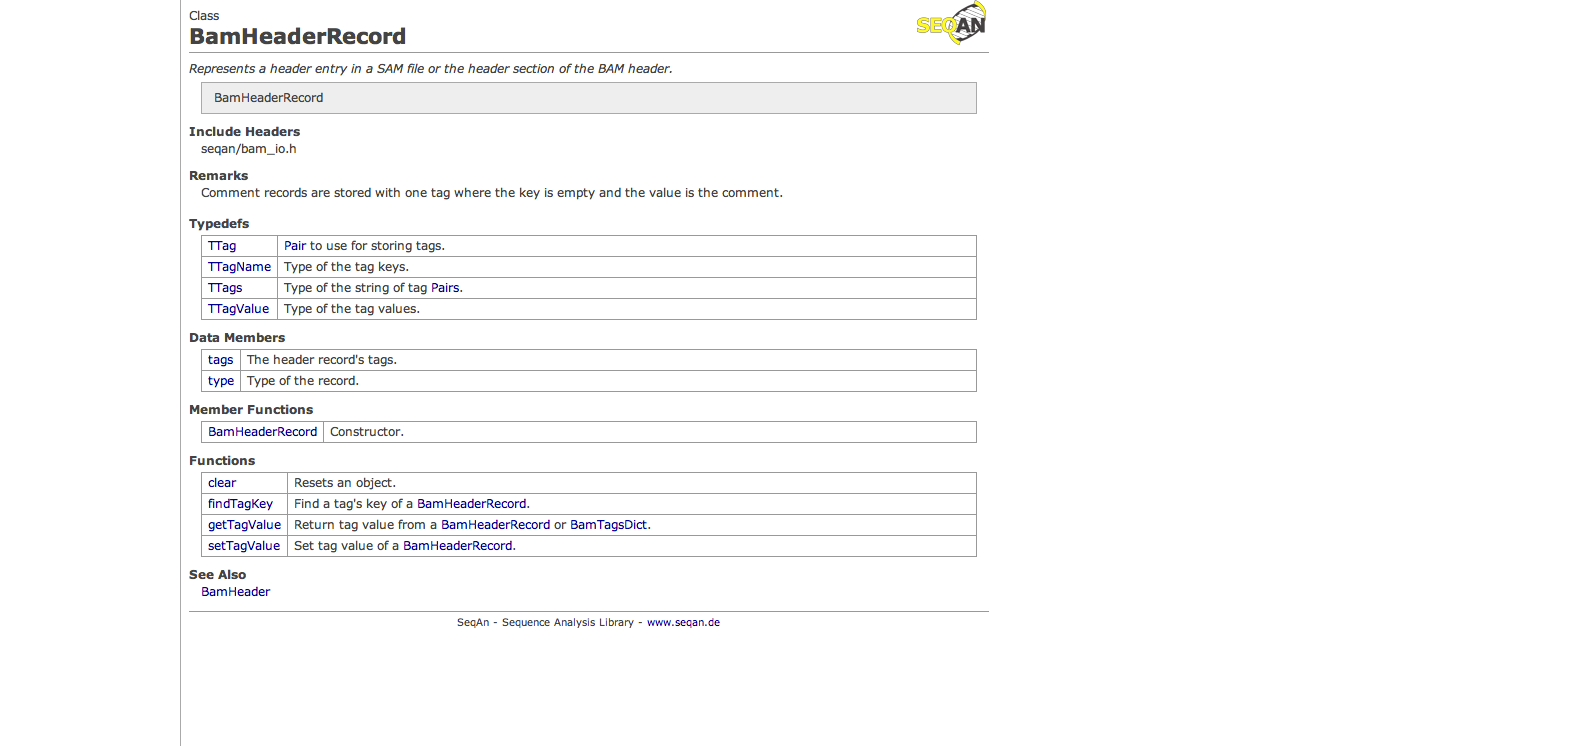 Class
BamHeaderRecord
SEQAN
Represents a header entry in a SAM file or the header section of the BAM header.
BamHeaderRecord
Include Headers
seqan/bam_io.h
Remarks
Comment records are stored with one tag where the key is empty and the value is the comment.
Typedefs
TTag Pair to use for storing tags.
TTagName Type of the tag keys.
TTags Type of the string of tag Pairs.
TTagValue Type of the tag values.
Data Members
tags The header record's tags.
type Type of the record.
Member Functions
BamHeaderRecord Constructor.
Functions
clear Resets an object.
findTagKey Find a tag's key of a BamHeaderRecord.
getTagValue Return tag value from a BamHeaderRecord or BamTagsDict.
setTagValue Set tag value of a BamHeaderRecord.
See Also
BamHeader
SeqAn - Sequence Analysis Library - www.seqan.de